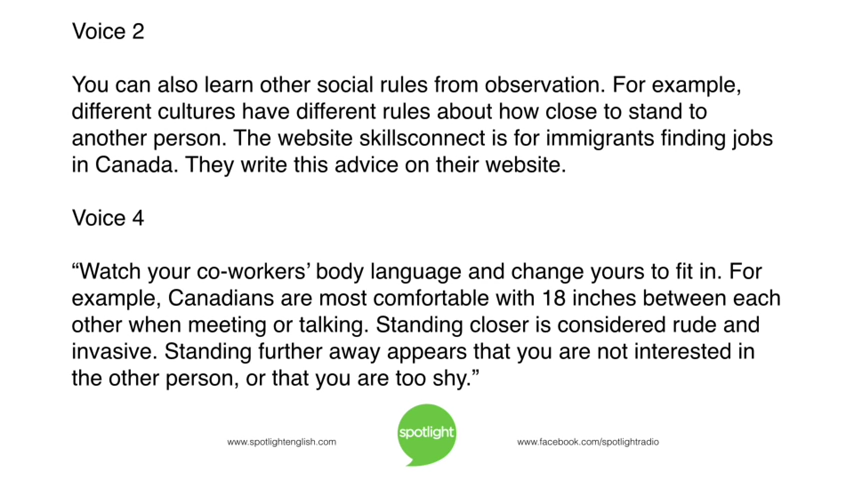 Voice 2
You can also learn other social rules from observation. For example,
different cultures have different rules about how close to stand to
another person. The website skillsconnect is for immigrants finding jobs
in Canada. They write this advice on their website.
Voice 4
“Watch your co-workers’ body language and change yours to fit in. For
example, Canadians are most comfortable with 18 inches between each
other when meeting or talking. Standing closer is considered rude and
invasive. Standing further away appears that you are not interested in
the other person, or that you are too shy.”
www.spotlightenglish.com
spotlight
www.facebook.com/spotlightradio